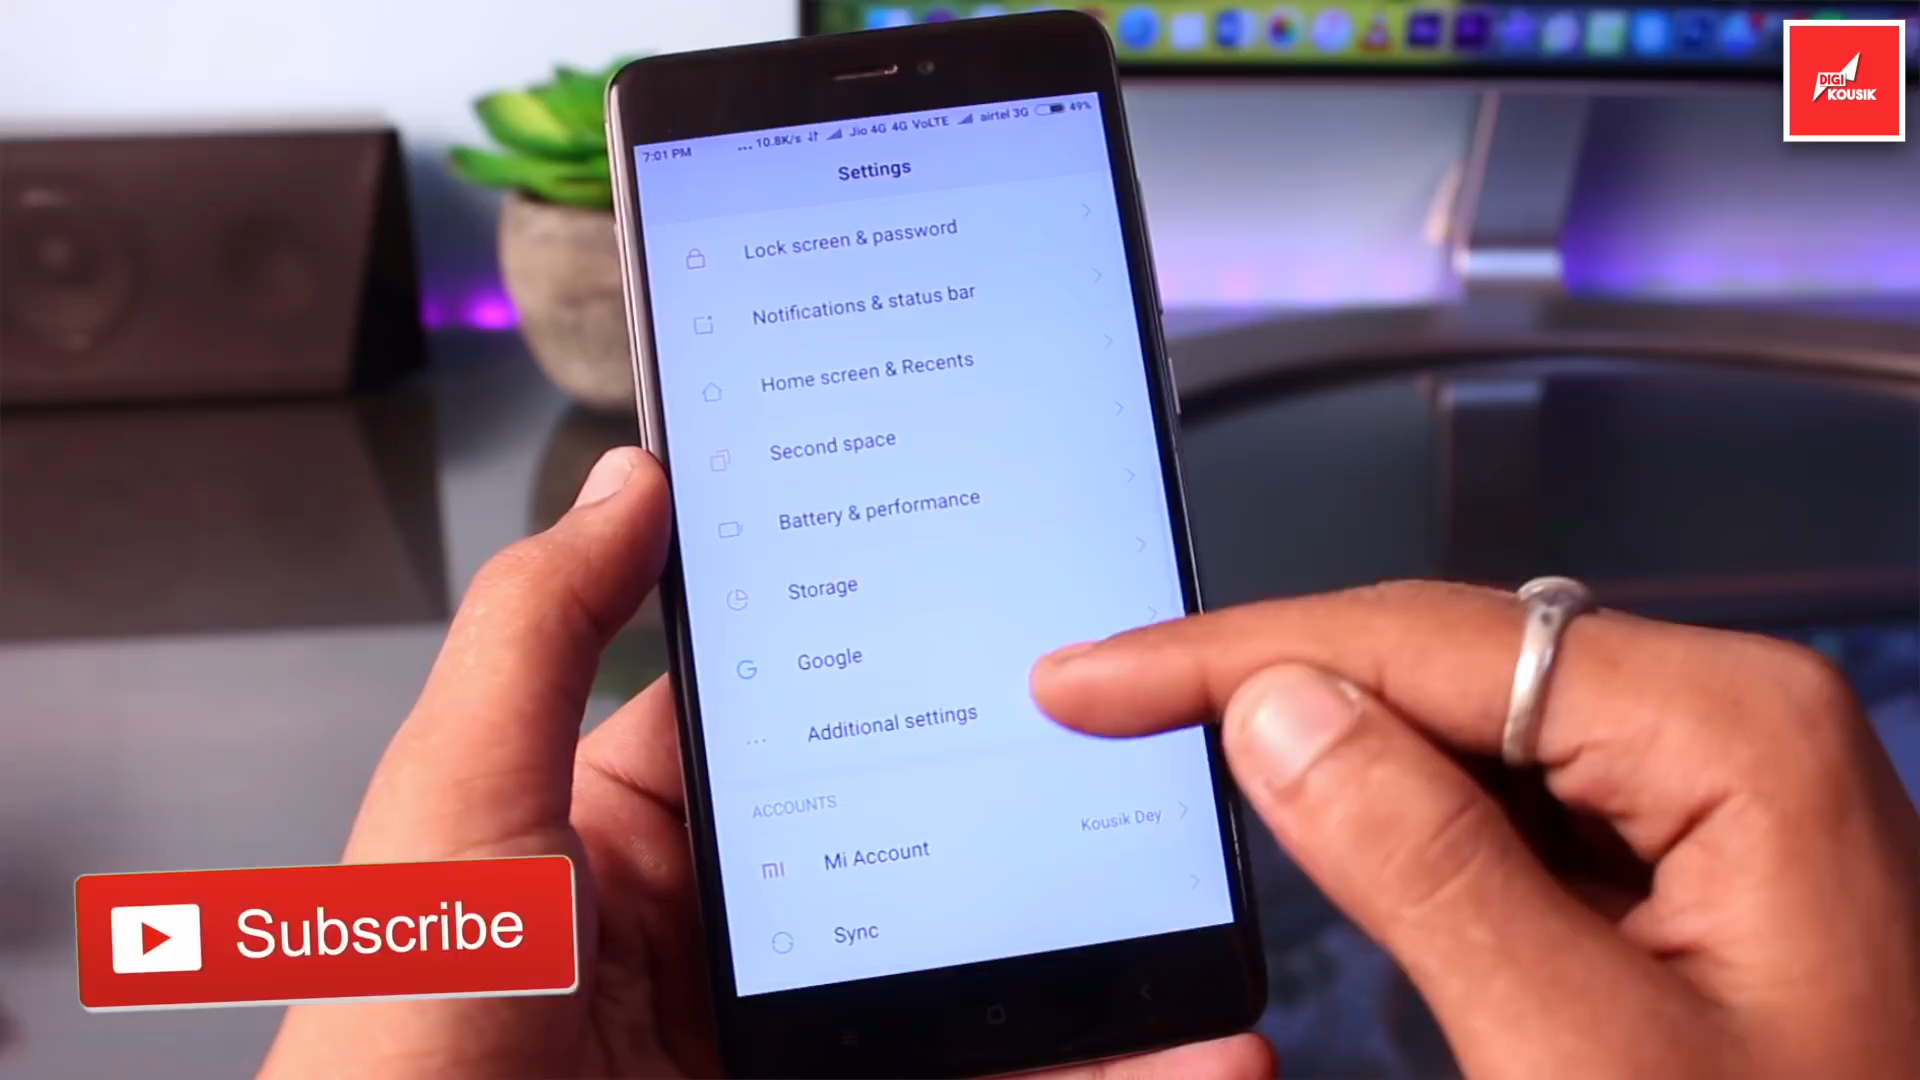 DIGI
KOUSIK
7:01 PM ... 10.8K/s Jio 4G 4G VoLTE airtel 3G 49%
Settings
Lock screen & password
Notifications & status bar
Home screen & Recents
Second space
Battery & performance
Storage
Google
Additional settings
ACCOUNTS
Mi Account Kousik Dey
Sync
Subscribe